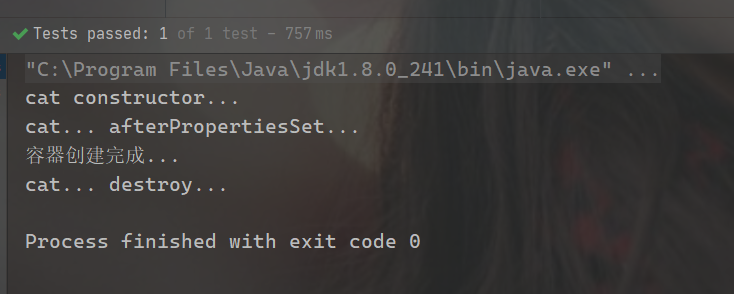 Tests passed: 1 of 1 test – 757 ms
"C:\Program Files\Java\jdk1.8.0_241\bin\java.exe" ...
cat constructor...
cat... afterPropertiesSet...
容器创建完成...
cat... destroy...
Process finished with exit code 0